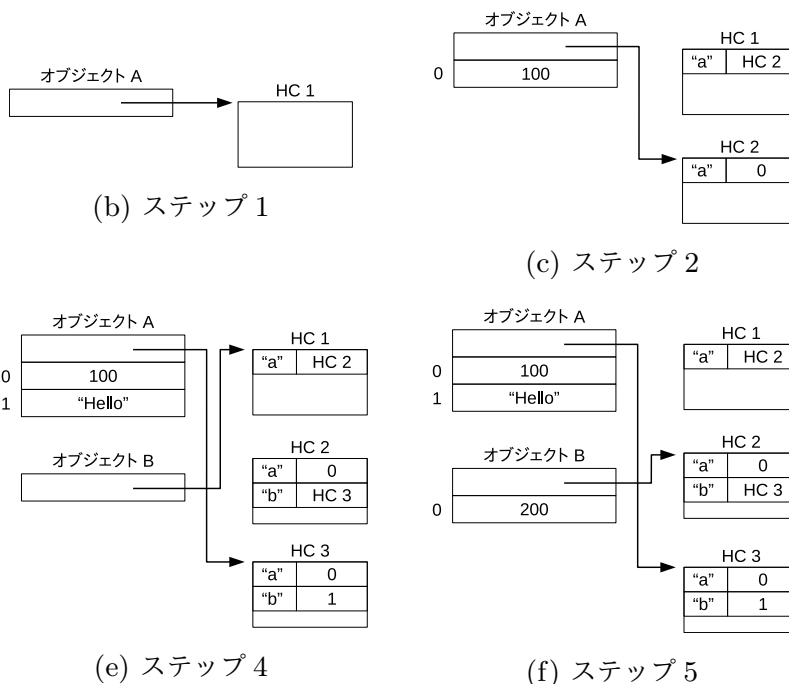 オブジェクト A
HC 1
(b) ステップ 1
オブジェクト A
0 100
HC 1
“a” HC 2
HC 2
“a” 0
(c) ステップ 2
オブジェクト A
0 100
1 “Hello”
オブジェクト B
HC 1
“a” HC 2
HC 2
“a” 0
“b” HC 3
HC 3
“a” 0
“b” 1
(e) ステップ 4
オブジェクト A
0 100
1 “Hello”
オブジェクト B
0 200
HC 1
“a” HC 2
HC 2
“a” 0
“b” HC 3
HC 3
“a” 0
“b” 1
(f) ステップ 5